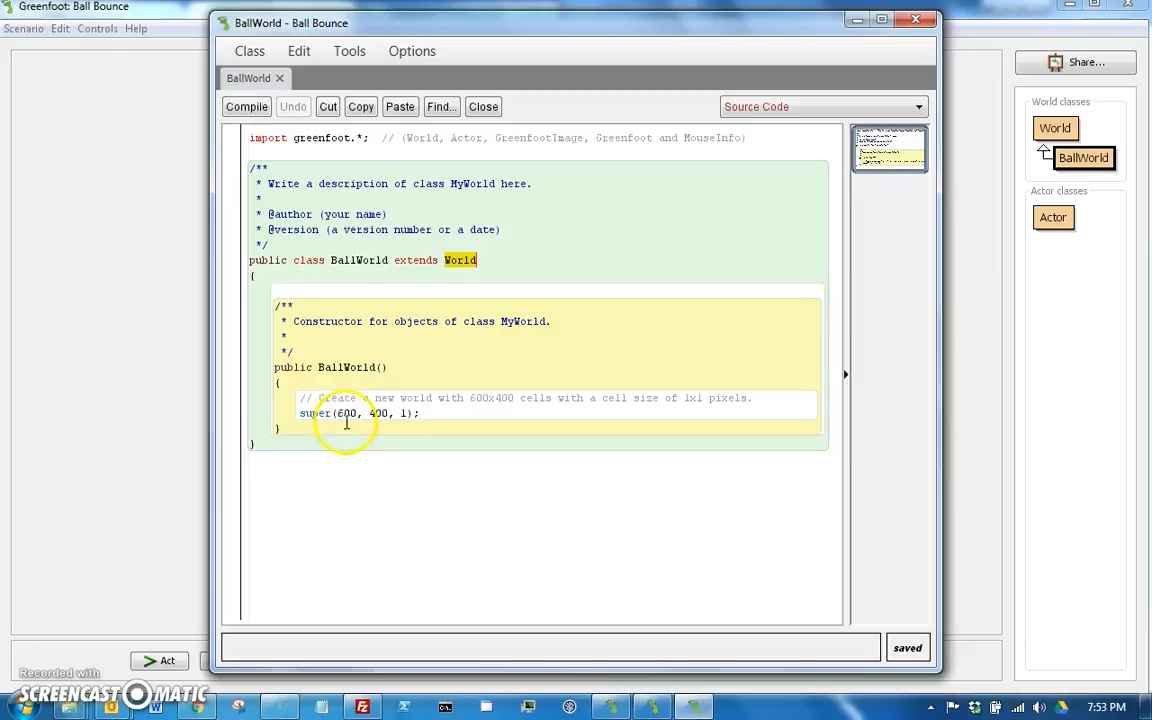 Greenfoot: Ball Bounce
Scenario Edit Controls Help
BallWorld - Ball Bounce
Class Edit Tools Options
BallWorld
Compile Undo Cut Copy Paste Find... Close
Source Code
import greenfoot.*;  // (World, Actor, GreenfootImage, Greenfoot and MouseInfo)
/**
 * Write a description of class MyWorld here.
 *
 * @author (your name)
 * @version (a version number or a date)
 */
public class BallWorld extends World
{
/**
 * Constructor for objects of class MyWorld.
 *
 */
public BallWorld()
{
// Create a new world with 600x400 cells with a cell size of 1x1 pixels.
super(600, 400, 1);
}
}
saved
Share...
World classes
World
BallWorld
Actor classes
Actor
> Act
Recorded with
SCREENCAST-O-MATIC
7:53 PM